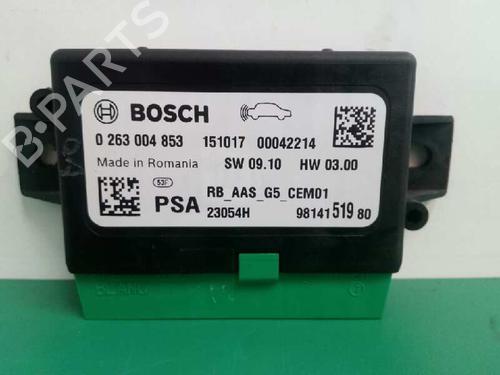 B-PARTS
BOSCH
0 263 004 853 151017 00042214
Made in Romania SW 09.10 HW 03.00
53F RB_AAS_G5_CEM01
PSA 23054H 98141 519 80